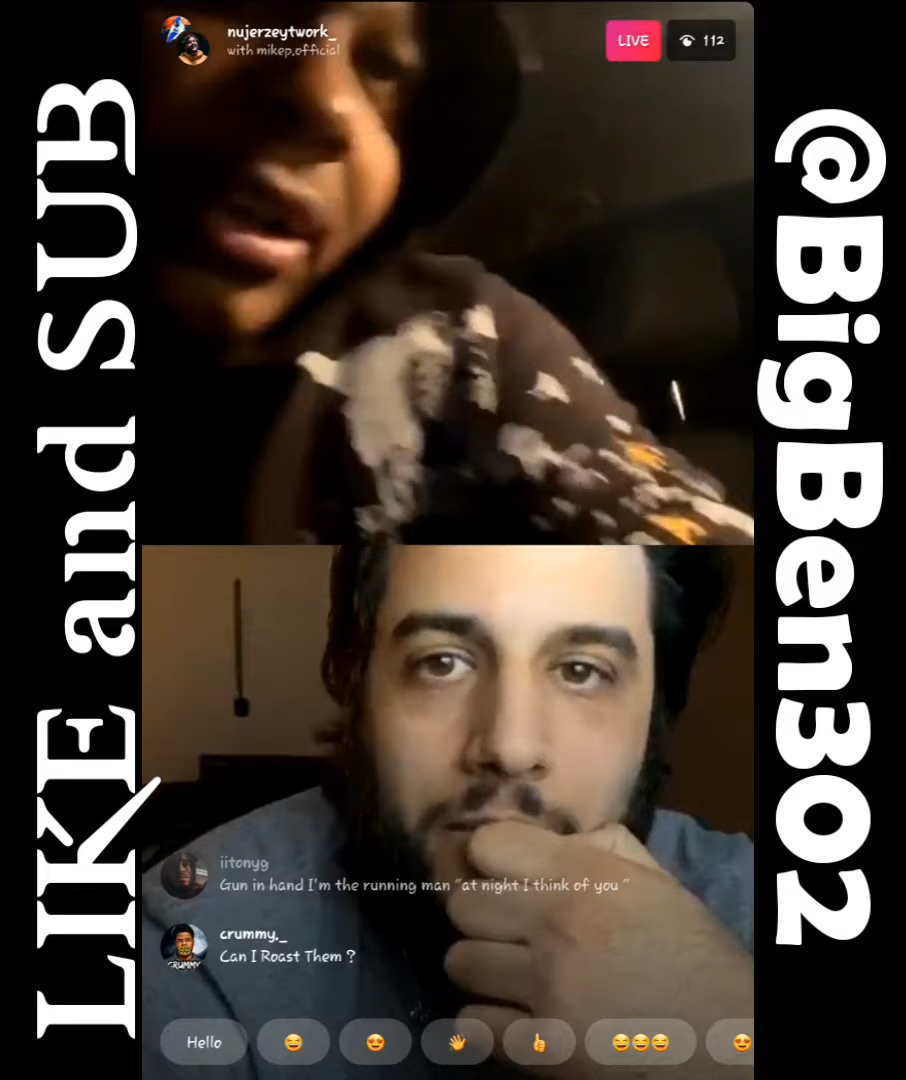 LIKE and SUB
nujerzeytwork_
with mikep.official
LIVE
112
@BigBen302
iitonyg
Gun in hand I'm the running man "at night I think of you "
crummy._
Can I Roast Them ?
CRUMMY
Hello